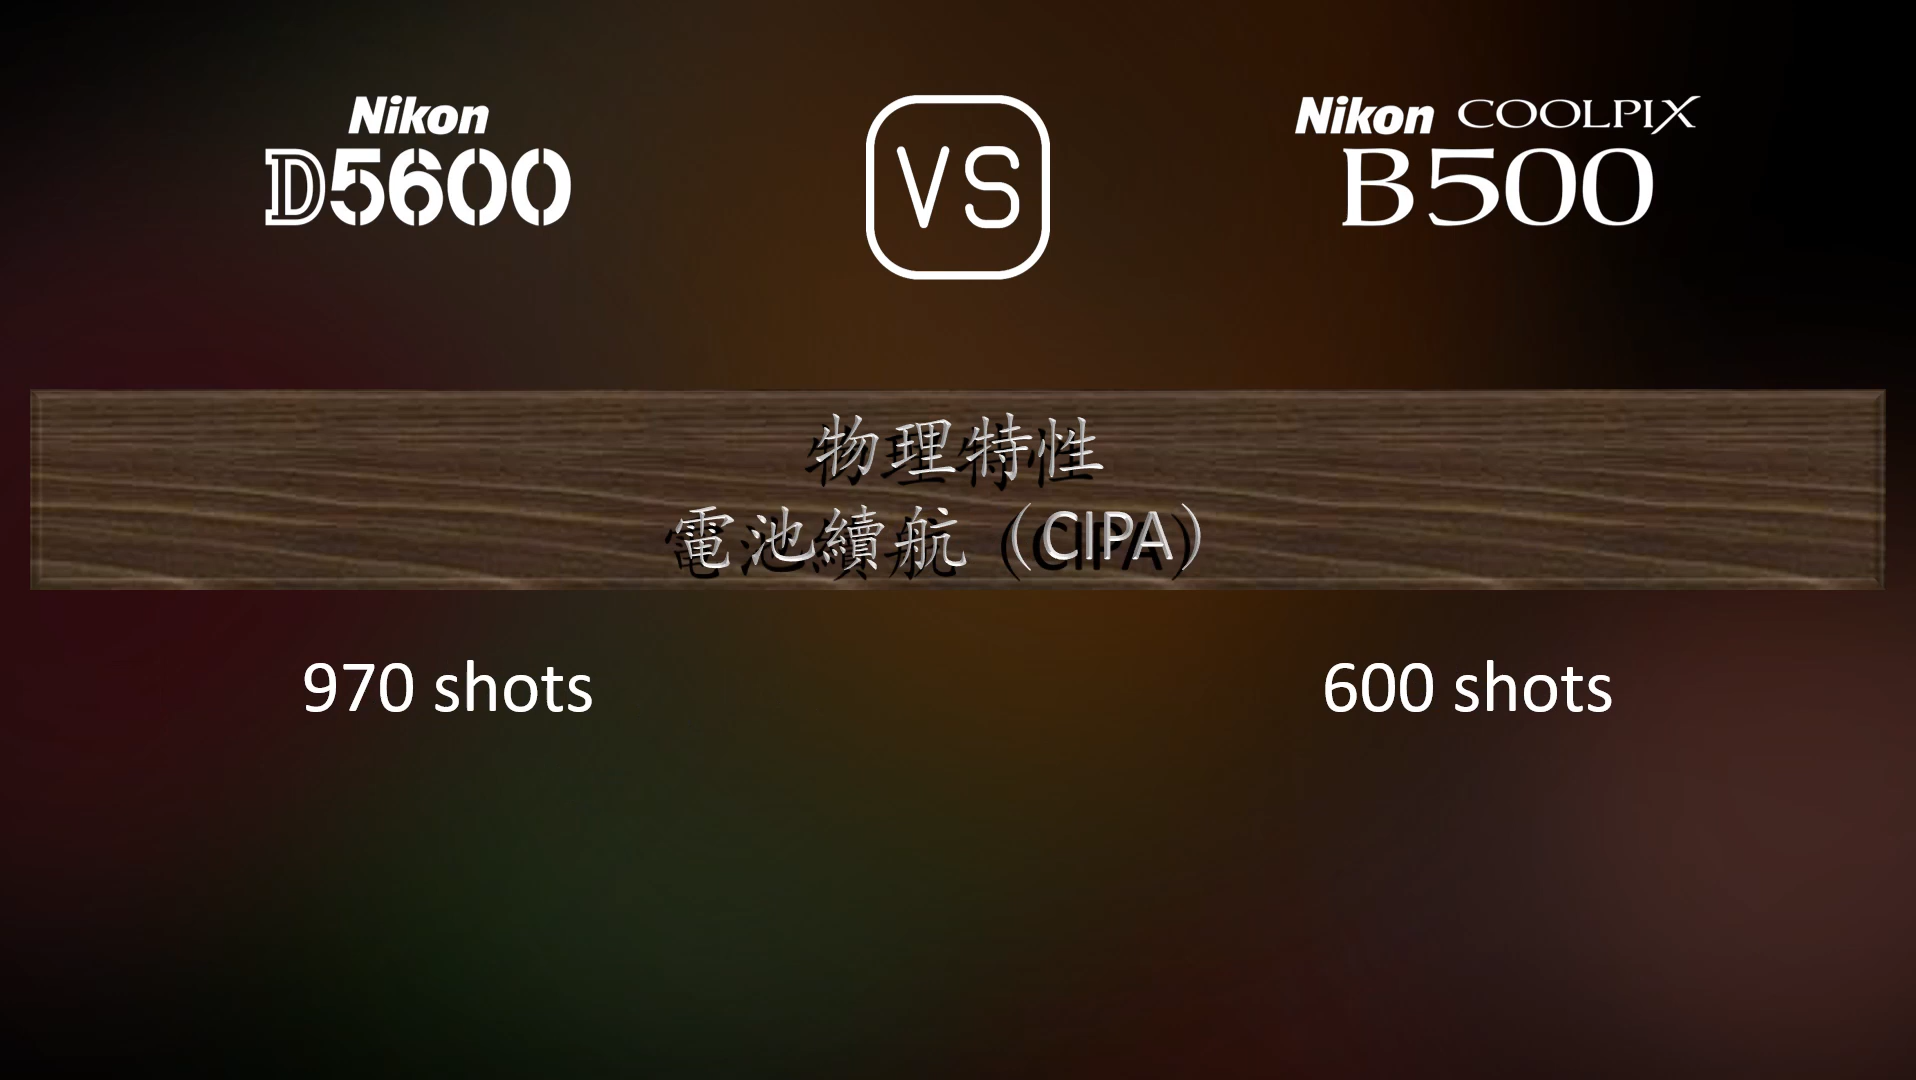 Nikon
D5600
VS
Nikon COOLPIX
B500
物理特性
電池續航（CIPA）
970 shots
600 shots